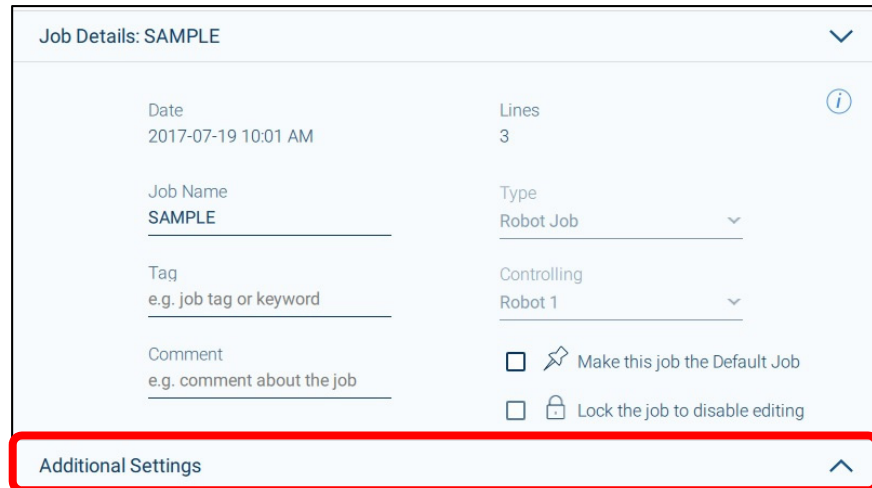 Job Details: SAMPLE
Date
2017-07-19 10:01 AM
Lines
3
i
Job Name
SAMPLE
Type
Robot Job
Tag
e.g. job tag or keyword
Controlling
Robot 1
Comment
e.g. comment about the job
Make this job the Default Job
Lock the job to disable editing
Additional Settings